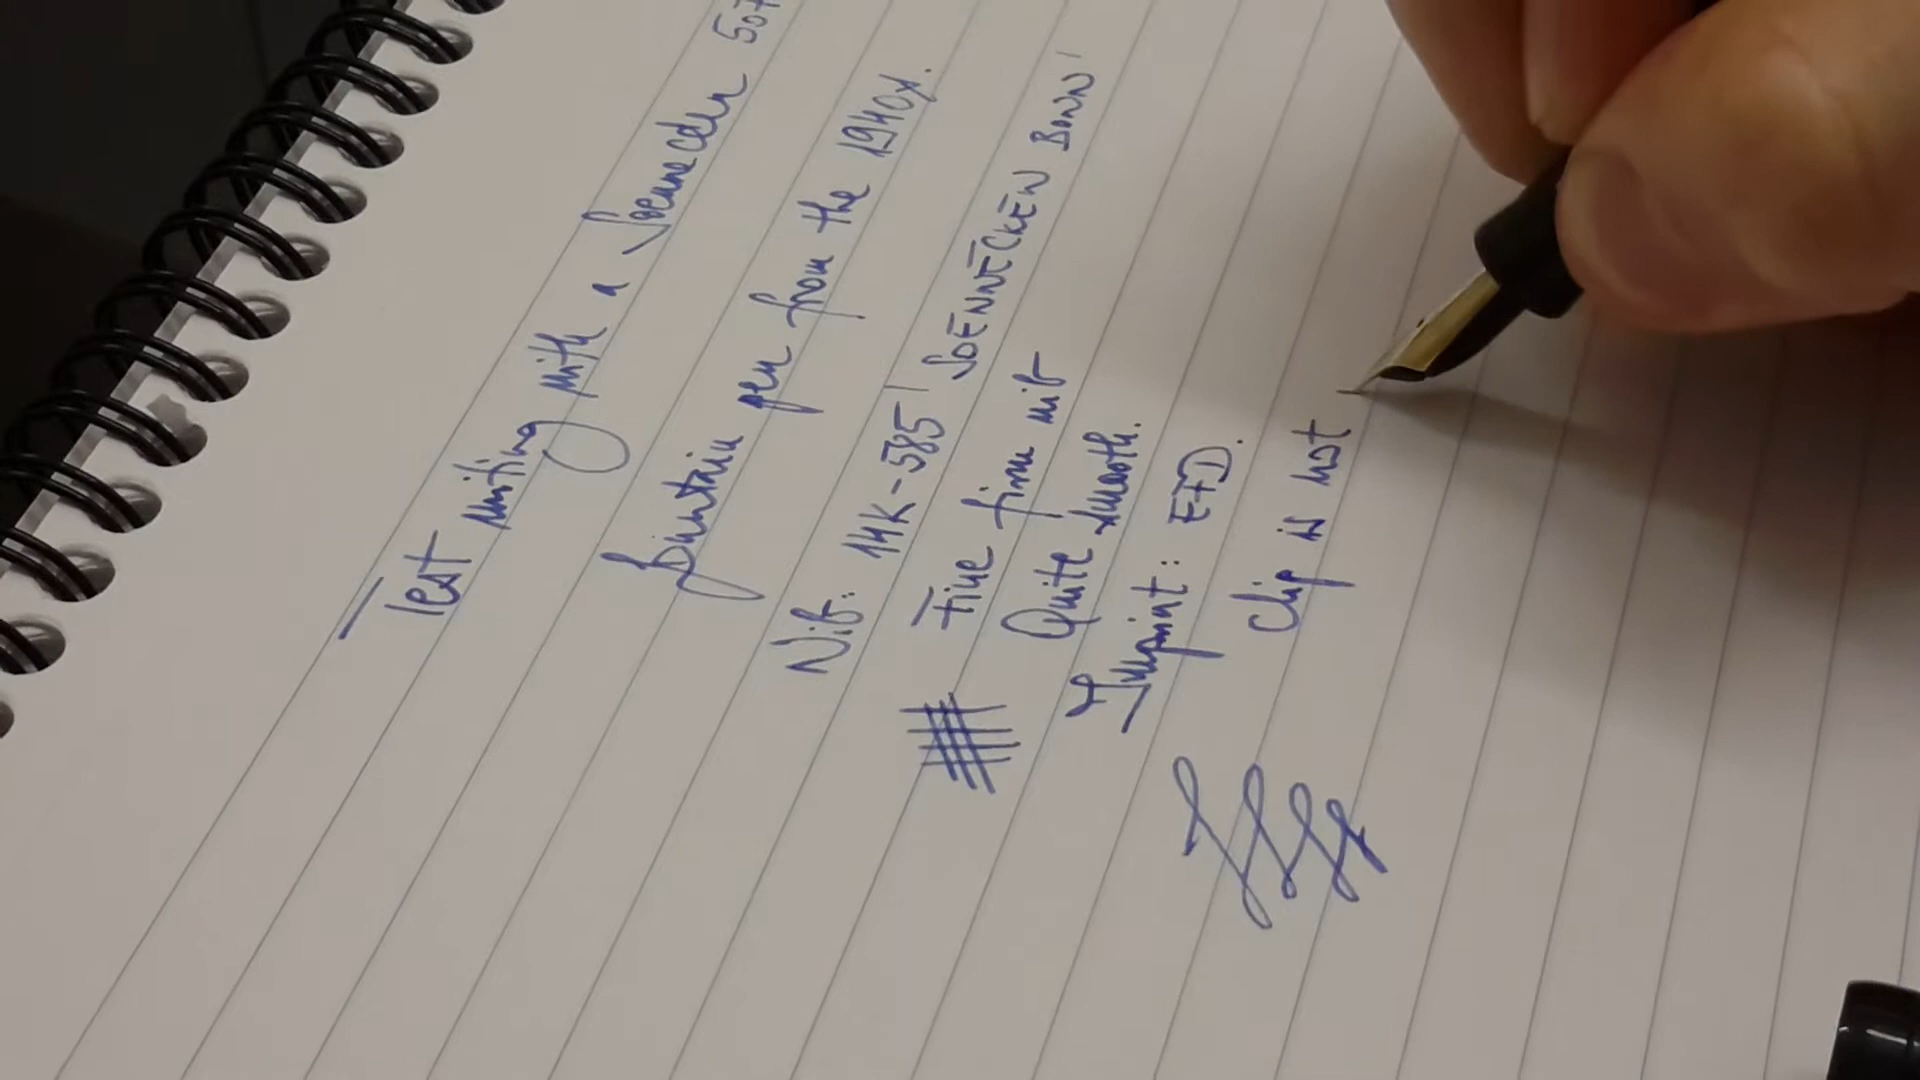 Test writing with a Soennecken 507
fountain pen from the 1940s.
Nib: '14K-585' SOENNECKEN BONN'
Fine firm nib
Quite smooth.
Imprint: E+D.
Clip is not